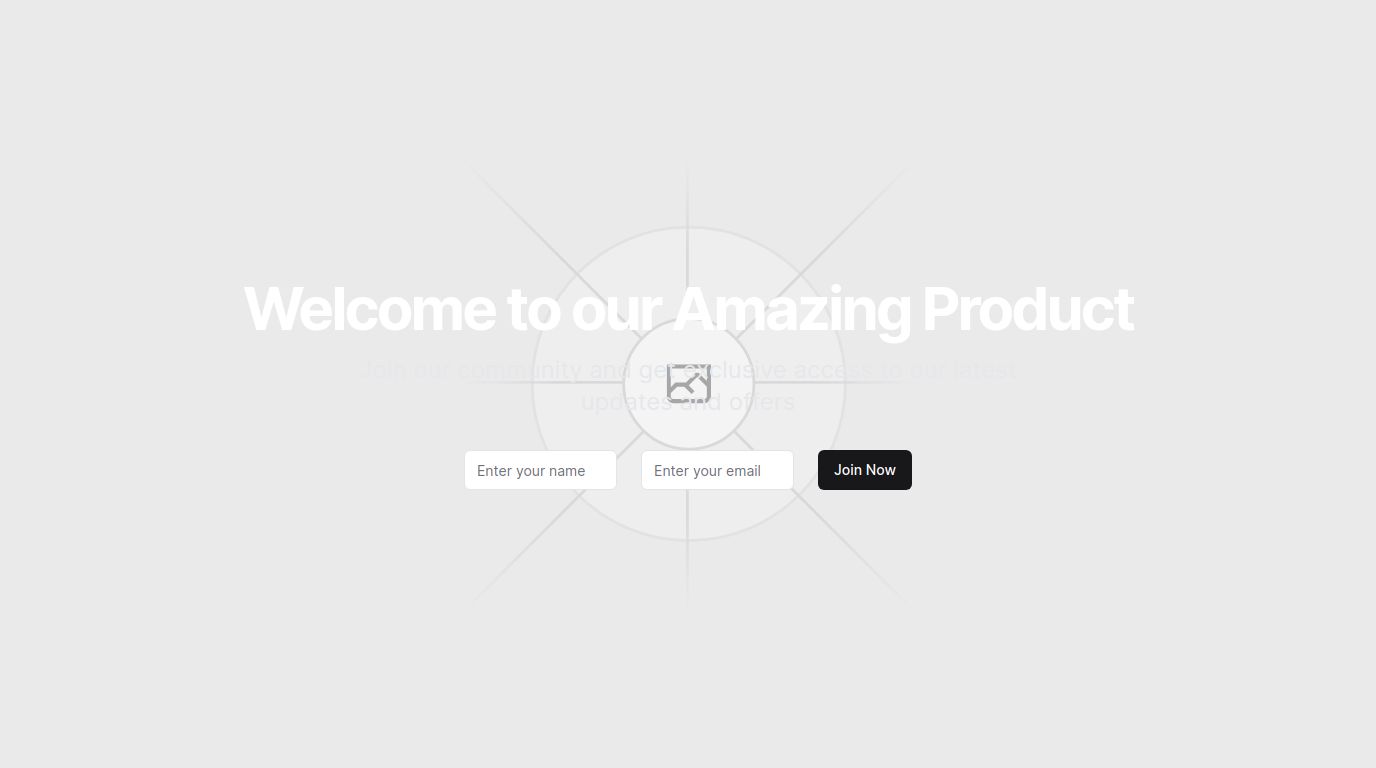 Welcome to our Amazing Product
Join our community and get exclusive access to our latest
updates and offers
Enter your name
Enter your email
Join Now